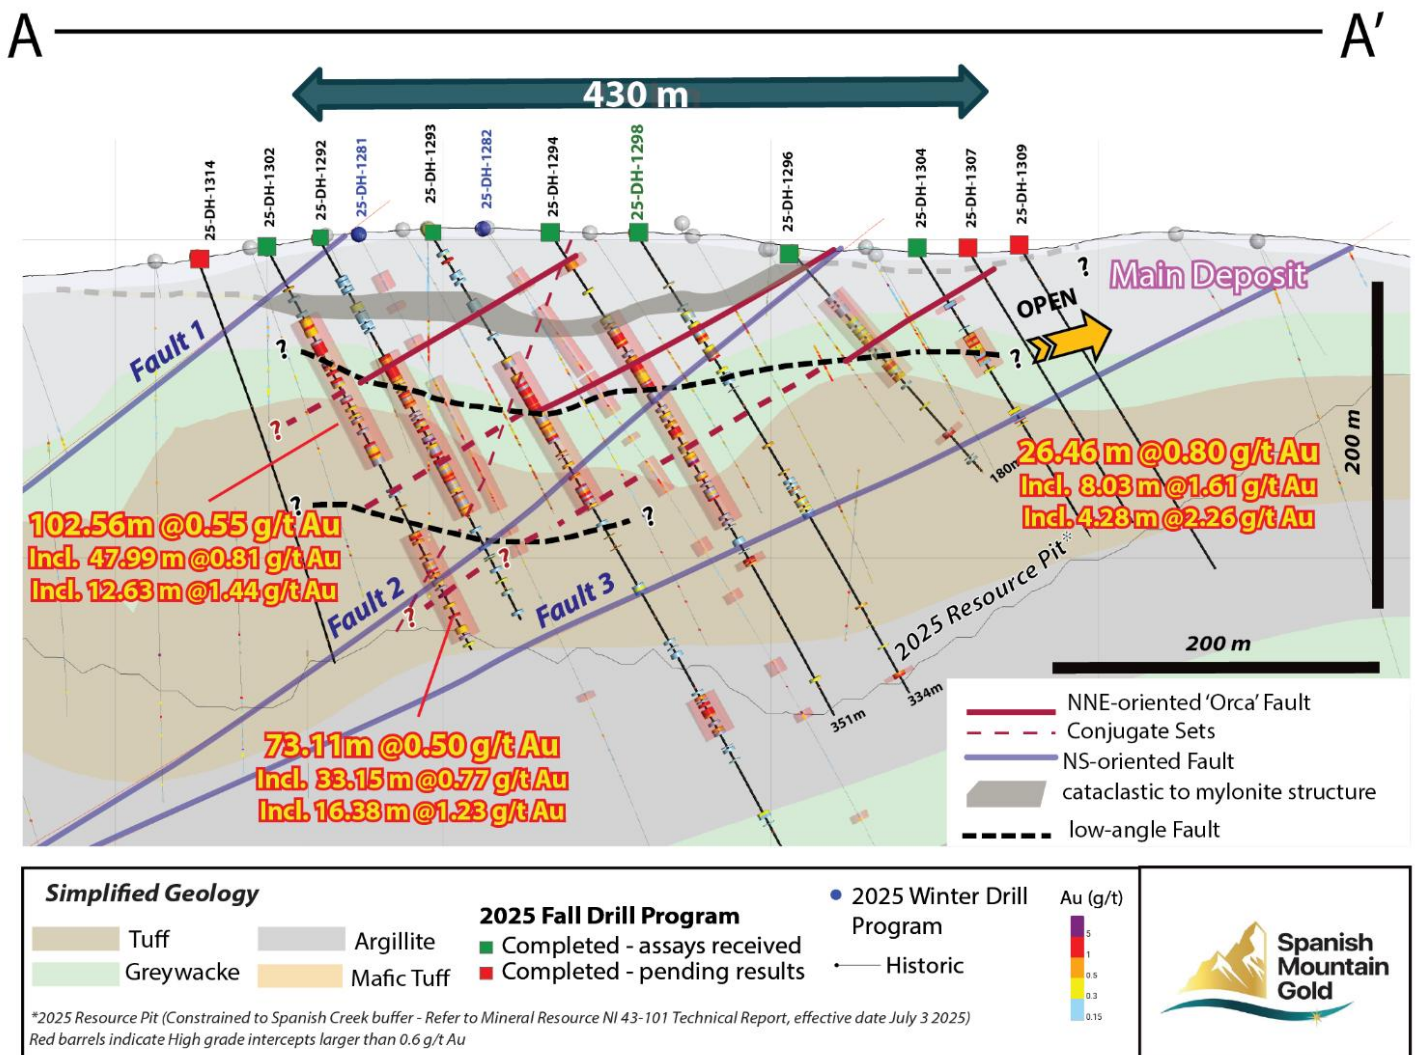 A
A′
430 m
25-DH-1314
25-DH-1302
25-DH-1292
25-DH-1281
25-DH-1293
25-DH-1282
25-DH-1294
25-DH-1298
25-DH-1296
25-DH-1304
25-DH-1307
25-DH-1309
?
Main Deposit
OPEN
Fault 1
?
?
?
?
?
200 m
180m
26.46 m @0.80 g/t Au
Incl. 8.03 m @1.61 g/t Au
Incl. 4.28 m @2.26 g/t Au
102.56m @0.55 g/t Au
Incl. 47.99 m @0.81 g/t Au
Incl. 12.63 m @1.44 g/t Au
?
?
Fault 2
Fault 3
2025 Resource Pit*
200 m
334m
351m
73.11m @0.50 g/t Au
Incl. 33.15 m @0.77 g/t Au
Incl. 16.38 m @1.23 g/t Au
NNE-oriented ‘Orca’ Fault
Conjugate Sets
NS-oriented Fault
cataclastic to mylonite structure
low-angle Fault
Simplified Geology
Tuff
Argillite
Greywacke
Mafic Tuff
2025 Fall Drill Program
Completed - assays received
Completed - pending results
2025 Winter Drill
Program
Historic
Au (g/t)
5
1
0.5
0.3
0.15
Spanish
Mountain
Gold
*2025 Resource Pit (Constrained to Spanish Creek buffer - Refer to Mineral Resource NI 43-101 Technical Report, effective date July 3 2025)
Red barrels indicate High grade intercepts larger than 0.6 g/t Au